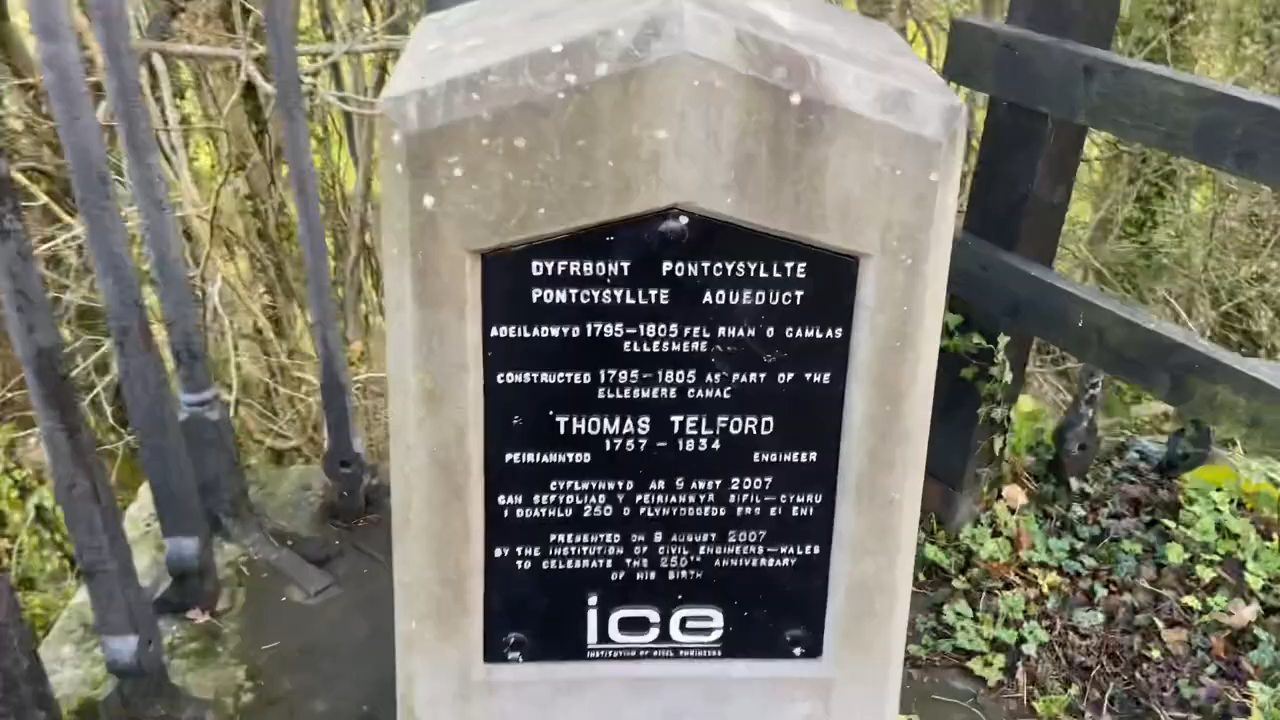 DYFRBONT PONTCYSYLLTE
PONTCYSYLLTE AQUEDUCT
ADEILADWYD 1795-1805 FEL RHAN O GAMLAS
ELLESMERE
CONSTRUCTED 1795-1805 AS PART OF THE
ELLESMERE CANAL
THOMAS TELFORD
1757 - 1834
PEIRIANNYDD ENGINEER
CYFLWYNWYD AR 9 AWST 2007
GAN SEFYDLIAD Y PEIRIANWYR SIFIL-CYMRU
I DDATHLU 250 O FLYNYDDOEDD ERS EI ENI
PRESENTED ON 9 AUGUST 2007
BY THE INSTITUTION OF CIVIL ENGINEERS-WALES
TO CELEBRATE THE 250TH ANNIVERSARY
OF HIS BIRTH
ice
INSTITUTION OF CIVIL ENGINEERS